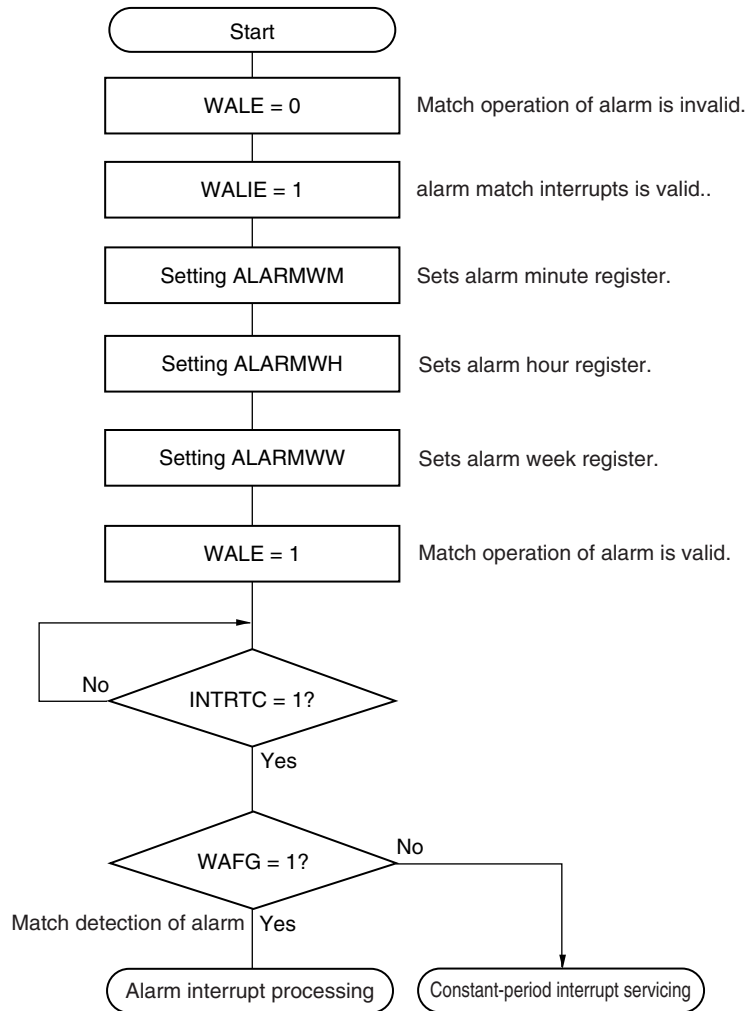 Start
WALE = 0
Match operation of alarm is invalid.
WALIE = 1
alarm match interrupts is valid..
Setting ALARMWM
Sets alarm minute register.
Setting ALARMWH
Sets alarm hour register.
Setting ALARMWW
Sets alarm week register.
WALE = 1
Match operation of alarm is valid.
No
INTRTC = 1?
Yes
WAFG = 1?
No
Match detection of alarm
Yes
Alarm interrupt processing
Constant-period interrupt servicing